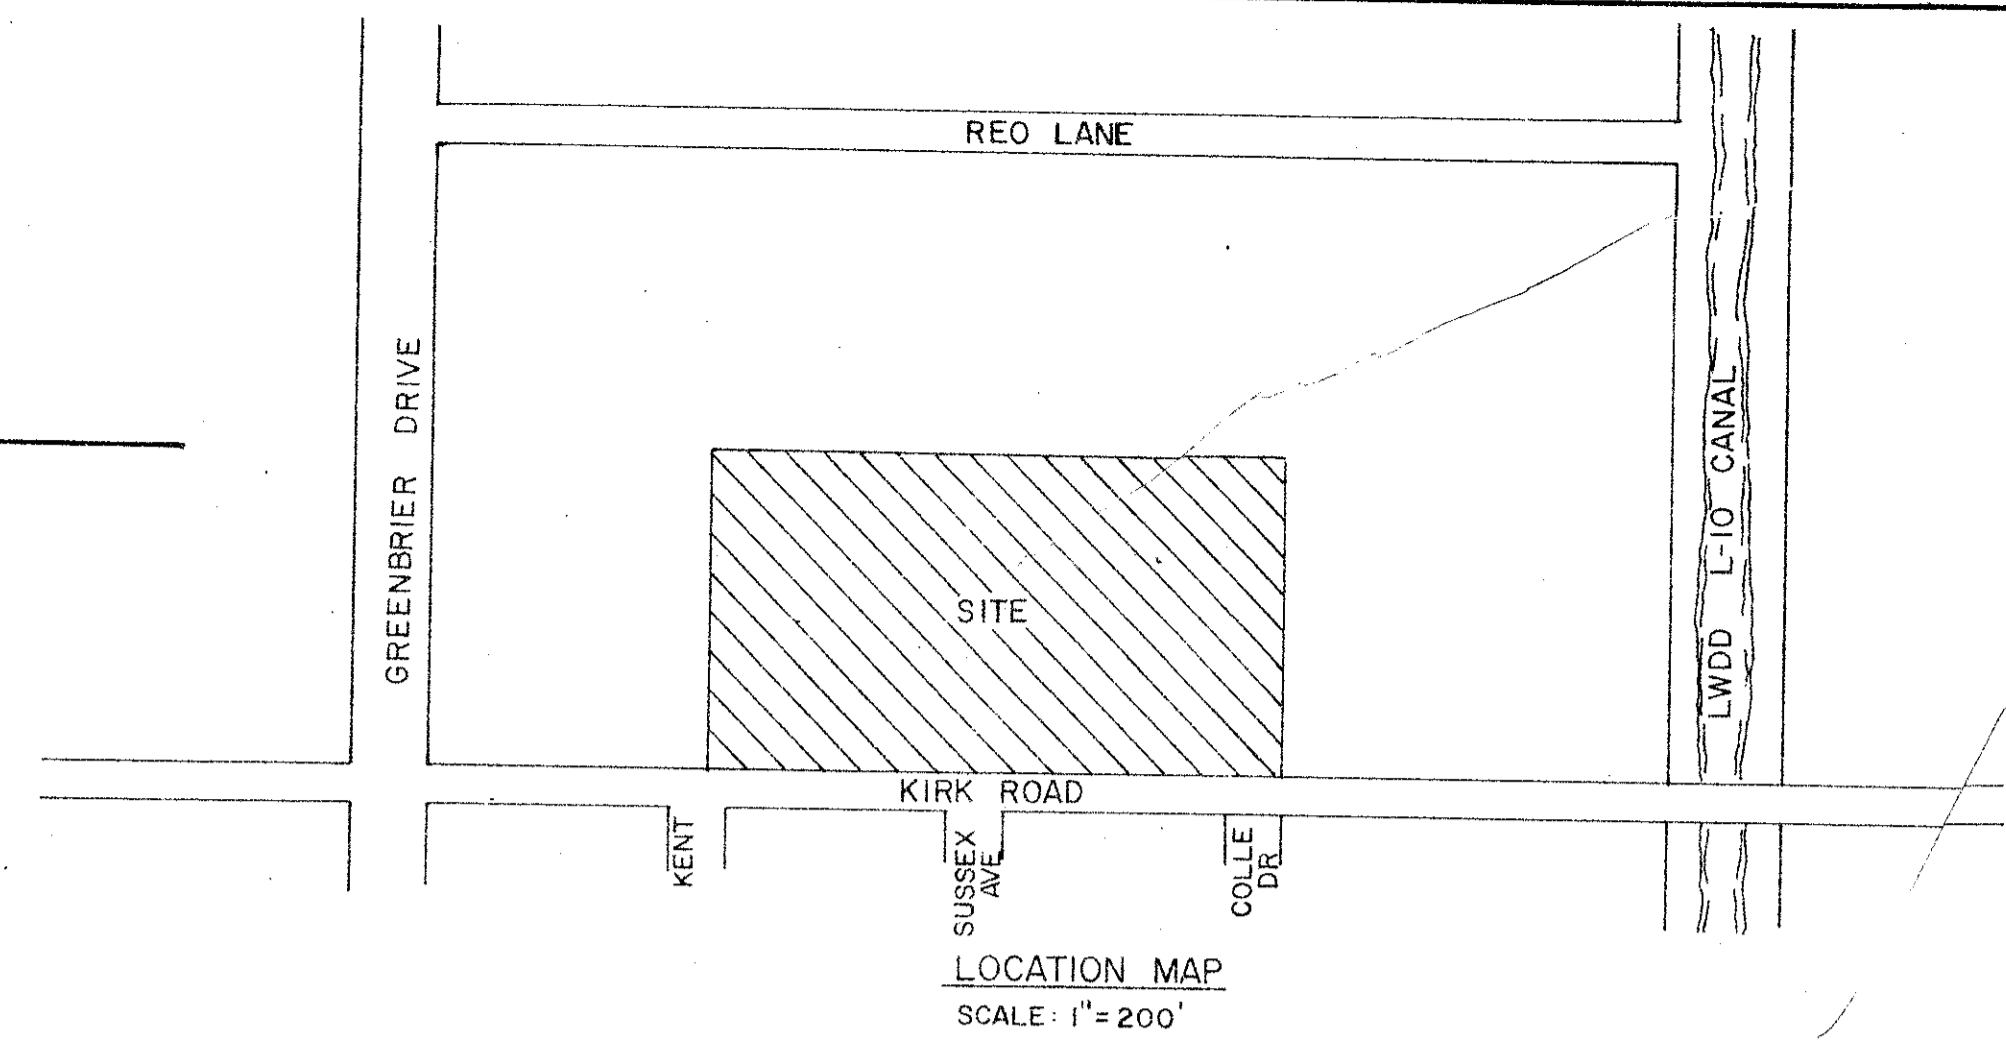 REO LANE
GREENBRIER DRIVE
LWDD L-10 CANAL
SITE
KIRK ROAD
KENT
SUSSEX
AVE
COLLE
DR
LOCATION MAP
SCALE: 1"=200'